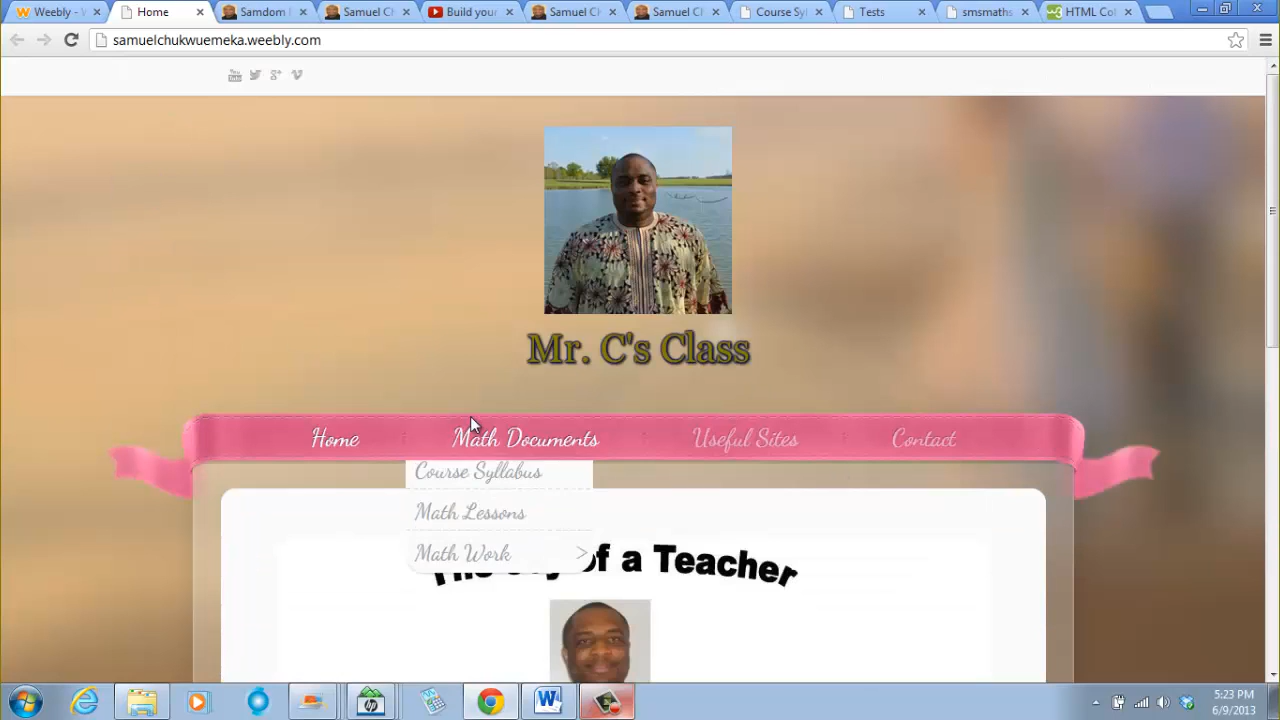 Weebly - W
Home
Samdom I
Samuel C
Build your
Samuel C
Samuel C
Course Sy
Tests
smsmaths
HTML Co
samuelchukwuemeka.weebly.com
You
Mr. C's Class
Home
Math Documents
Useful Sites
Contact
Course Syllabus
Math Lessons
Math Work >
of a Teacher
5:23 PM
6/9/2013